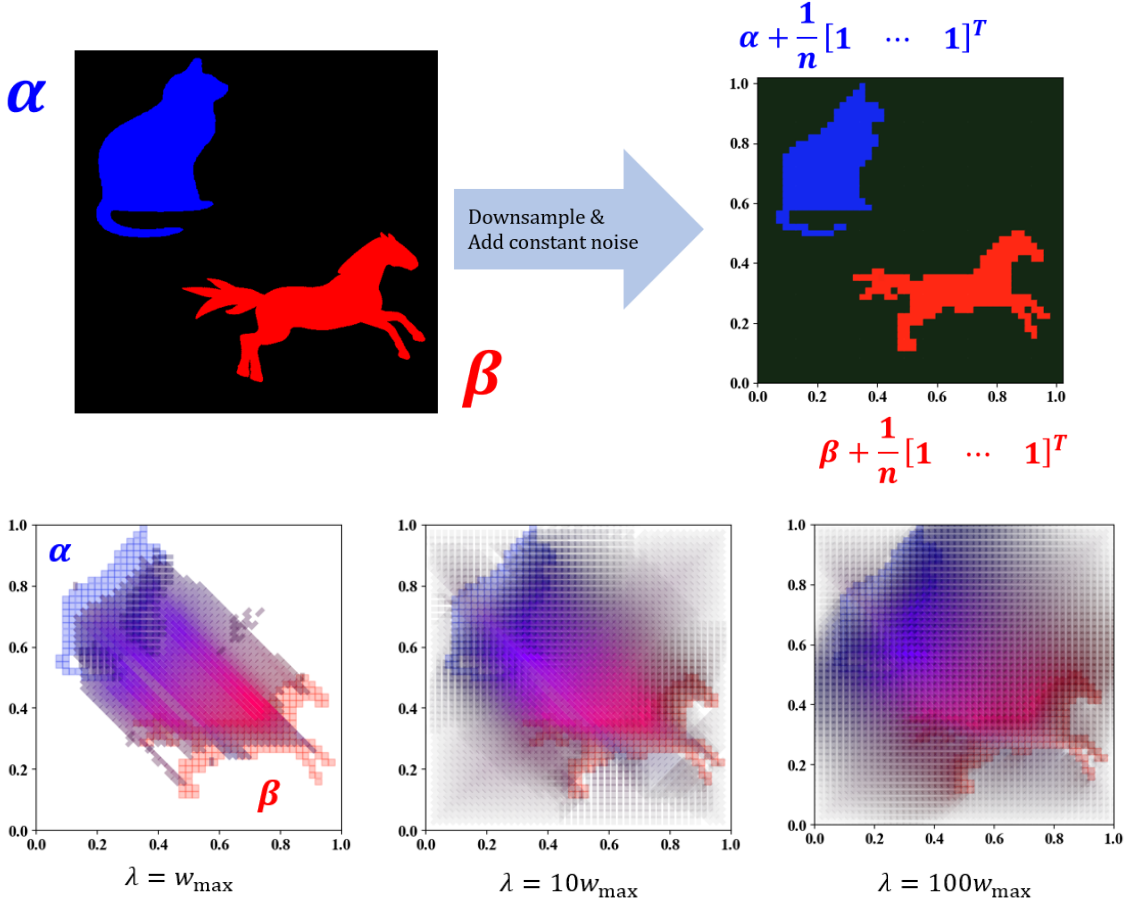 α
β
Downsample &
Add constant noise
α + 1/n [1 ⋯ 1]^T
1.0
0.8
0.6
0.4
0.2
0.0
0.0 0.2 0.4 0.6 0.8 1.0
β + 1/n [1 ⋯ 1]^T
1.0
0.8
0.6
0.4
0.2
0.0
0.0 0.2 0.4 0.6 0.8 1.0
α
β
λ = w_max
1.0
0.8
0.6
0.4
0.2
0.0
0.0 0.2 0.4 0.6 0.8 1.0
λ = 10w_max
1.0
0.8
0.6
0.4
0.2
0.0
0.0 0.2 0.4 0.6 0.8 1.0
λ = 100w_max